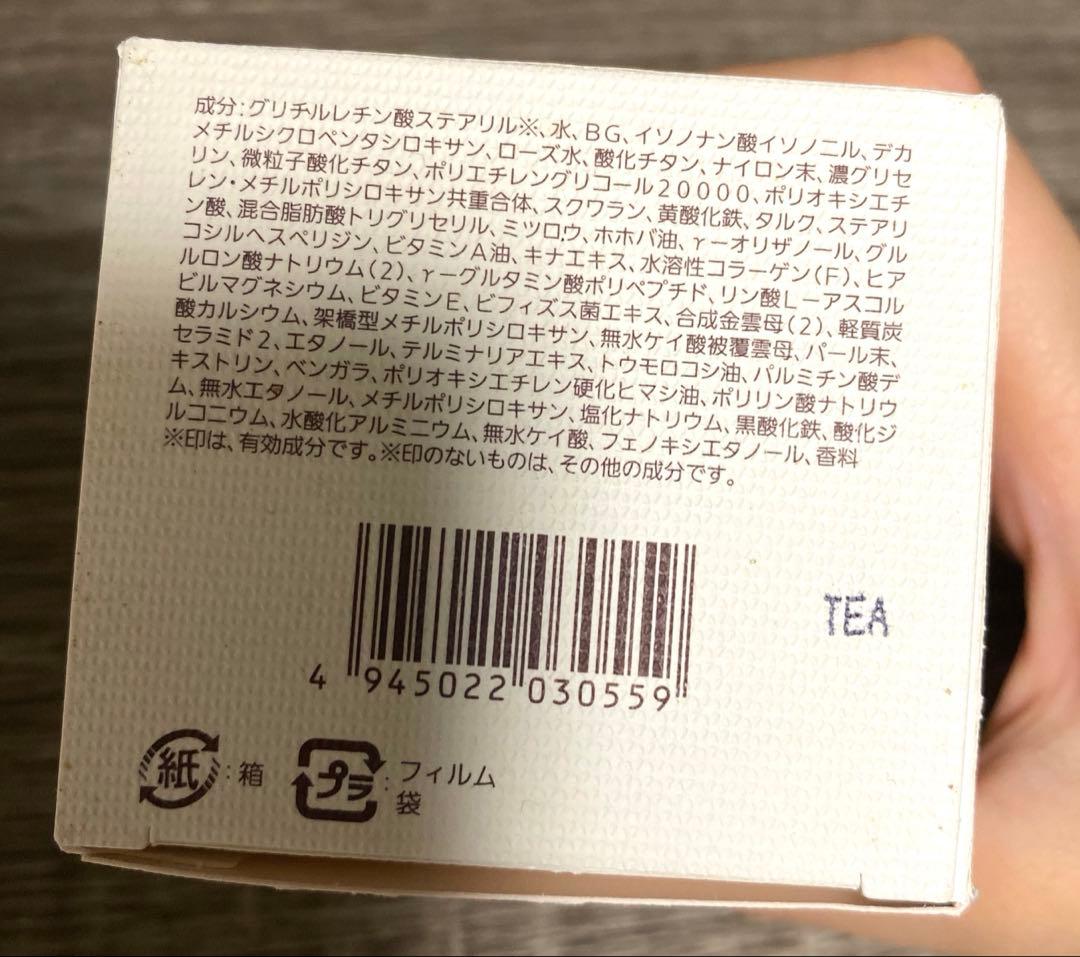 成分:グリチルレチン酸ステアリル※、水、BG、イソノナン酸イソノニル、デカ
メチルシクロペンタシロキサン、ローズ水、酸化チタン、ナイロン末、濃グリセ
リン、微粒子酸化チタン、ポリエチレングリコール20000、ポリオキシエチ
レン・メチルポリシロキサン共重合体、スクワラン、黄酸化鉄、タルク、ステアリ
ン酸、混合脂肪酸トリグリセリル、ミツロウ、ホホバ油、γーオリザノール、グル
コシルヘスペリジン、ビタミンA油、キナエキス、水溶性コラーゲン(F)、ヒア
ルロン酸ナトリウム(2)、γーグルタミン酸ポリペプチド、リン酸Lーアスコル
ビルマグネシウム、ビタミンE、ビフィズス菌エキス、合成金雲母(2)、軽質炭
酸カルシウム、架橋型メチルポリシロキサン、無水ケイ酸被覆雲母、パール末、
セラミド2、エタノール、テルミナリアエキス、トウモロコシ油、パルミチン酸デ
キストリン、ベンガラ、ポリオキシエチレン硬化ヒマシ油、ポリリン酸ナトリウ
ム、無水エタノール、メチルポリシロキサン、塩化ナトリウム、黒酸化鉄、酸化ジ
ルコニウム、水酸化アルミニウム、無水ケイ酸、フェノキシエタノール、香料
※印は、有効成分です。※印のないものは、その他の成分です。
TEA
4 945022 030559
紙:箱 プラ:フィルム
袋